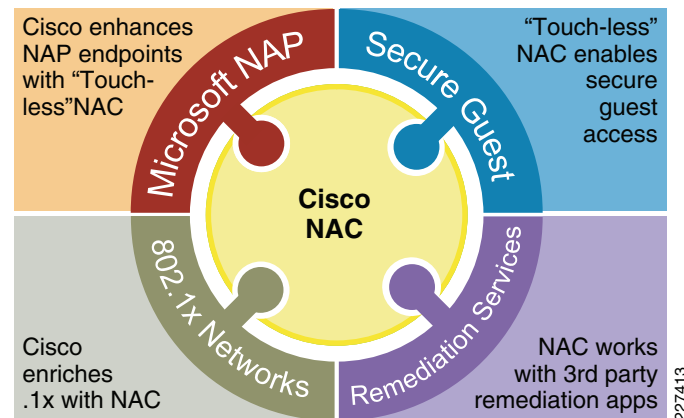 Cisco enhances
NAP endpoints
with “Touch-
less”NAC
Microsoft NAP
Secure Guest
“Touch-less”
NAC enables
secure
guest
access
Cisco
NAC
Cisco
enriches
.1x with NAC
802.1x Networks
Remediation Services
NAC works
with 3rd party
remediation apps
227413